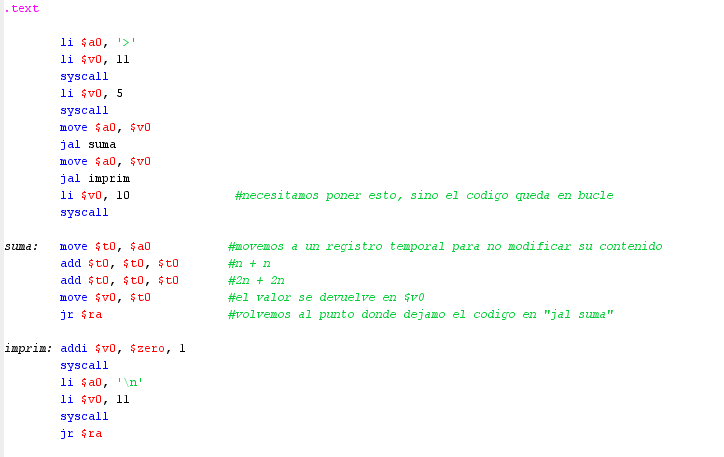 .text
li $a0, '>'
li $v0, 11
syscall
li $v0, 5
syscall
move $a0, $v0
jal suma
move $a0, $v0
jal imprim
li $v0, 10 #necesitamos poner esto, sino el codigo queda en bucle
syscall
suma: move $t0, $a0 #movemos a un registro temporal para no modificar su contenido
add $t0, $t0, $t0 #n + n
add $t0, $t0, $t0 #2n + 2n
move $v0, $t0 #el valor se devuelve en $v0
jr $ra #volvemos al punto donde dejamo el codigo en "jal suma"
imprim: addi $v0, $zero, 1
syscall
li $a0, '\n'
li $v0, 11
syscall
jr $ra